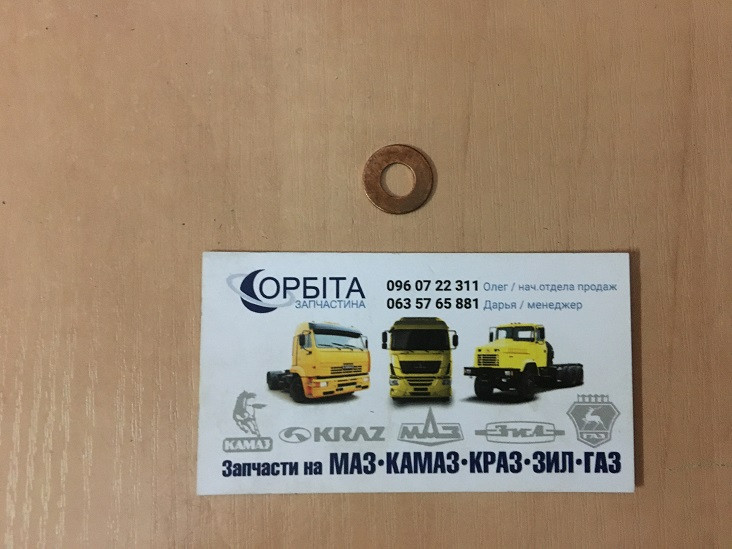 ОРБІТА
ЗАПЧАСТИНА
096 07 22 311 Олег / нач.отдела продаж
063 57 65 881 Дарья / менеджер
КАМАЗ KRAZ МАЗ ЗиЛ ГАЗ
Запчасти на МАЗ·КАМАЗ·КРАЗ·ЗИЛ·ГАЗ